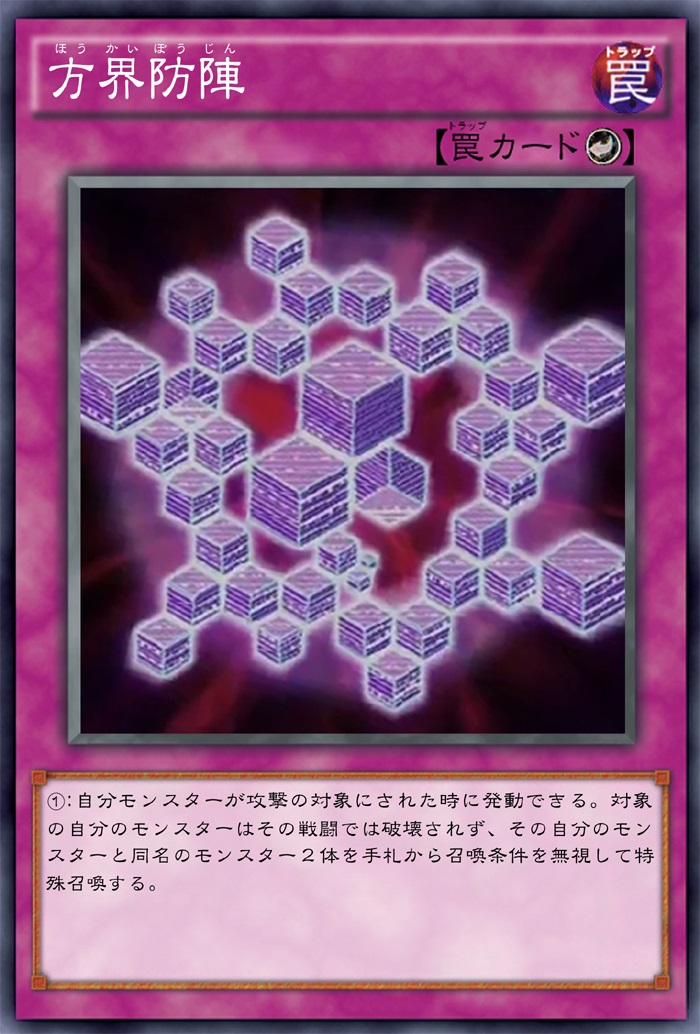 ほうかいぼうじん
方界防陣
トラップ
罠
トラップ
【罠カード】
①:自分モンスターが攻撃の対象にされた時に発動できる。対象
の自分のモンスターはその戦闘では破壊されず、その自分のモン
スターと同名のモンスター２体を手札から召喚条件を無視して特
殊召喚する。